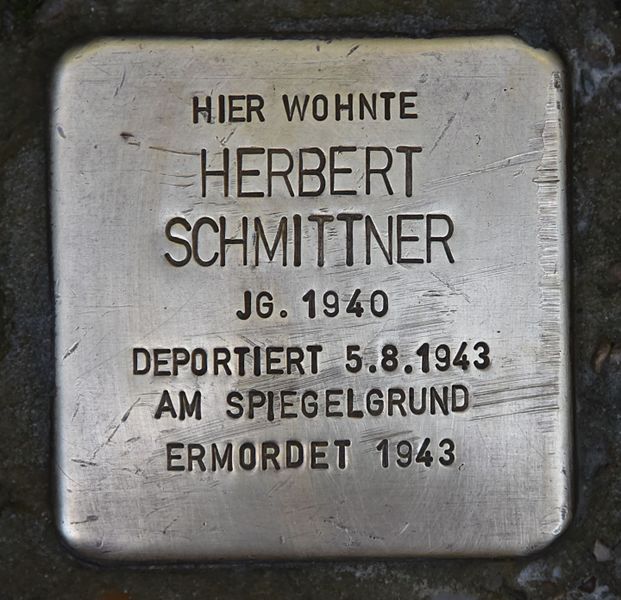 HIER WOHNTE
HERBERT
SCHMITTNER
JG. 1940
DEPORTIERT 5.8.1943
AM SPIEGELGRUND
ERMORDET 1943